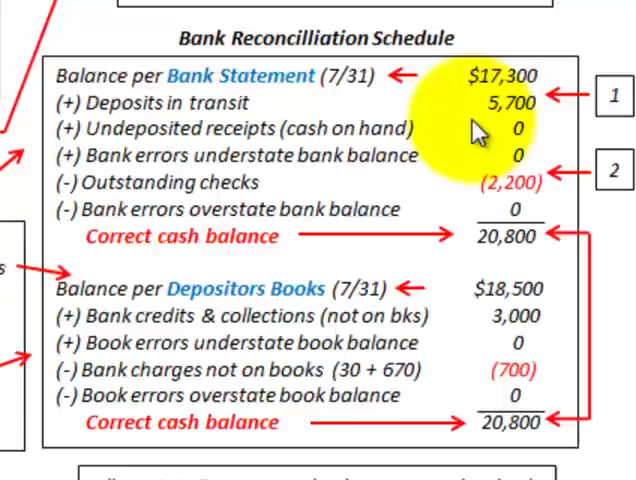 Bank Reconcilliation Schedule
Balance per Bank Statement (7/31) $17,300
(+) Deposits in transit 5,700
1
(+) Undeposited receipts (cash on hand) 0
(+) Bank errors understate bank balance 0
2
(-) Outstanding checks (2,200)
(-) Bank errors overstate bank balance 0
Correct cash balance 20,800
s
Balance per Depositors Books (7/31) $18,500
(+) Bank credits & collections (not on bks) 3,000
(+) Book errors understate book balance 0
(-) Bank charges not on books (30 + 670) (700)
(-) Book errors overstate book balance 0
Correct cash balance 20,800